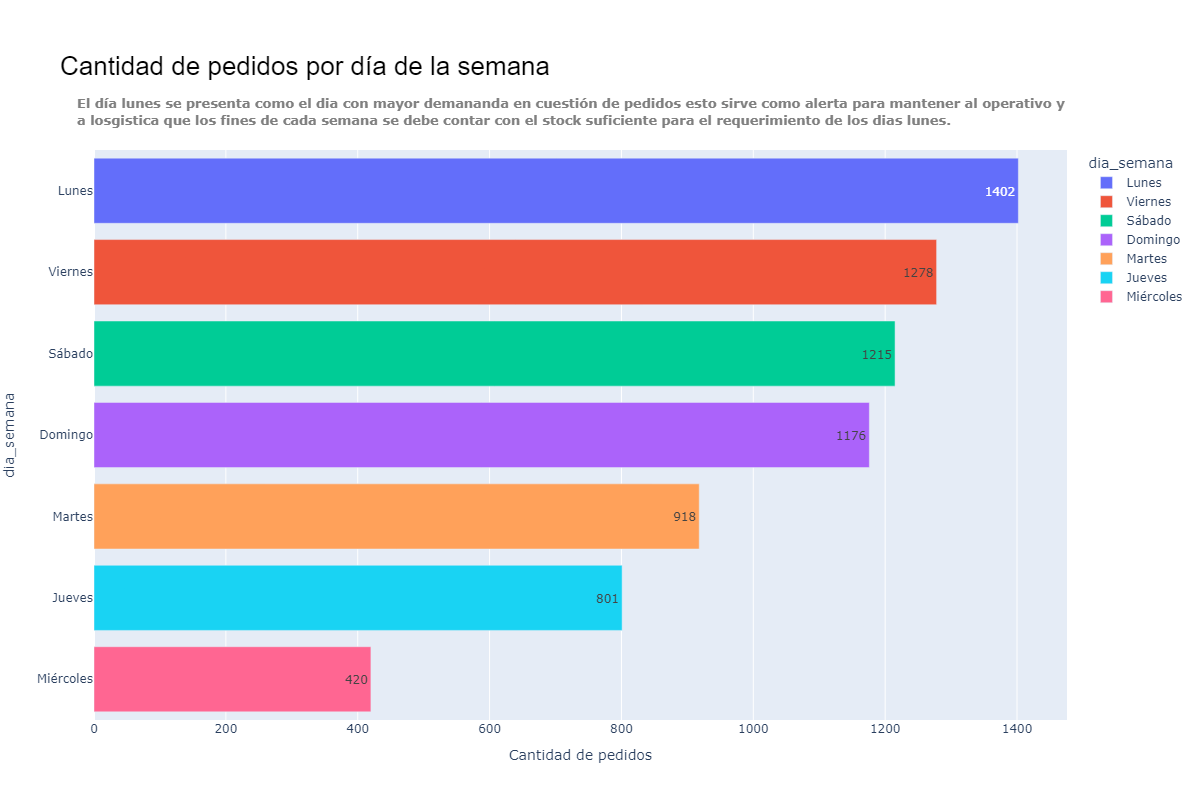 Cantidad de pedidos por día de la semana
El día lunes se presenta como el dia con mayor demananda en cuestión de pedidos esto sirve como alerta para mantener al operativo y
a losgistica que los fines de cada semana se debe contar con el stock suficiente para el requerimiento de los dias lunes.
dia_semana
Lunes
Viernes
Sábado
Domingo
Martes
Jueves
Miércoles
dia_semana
Lunes
1402
Viernes
1278
Sábado
1215
Domingo
1176
Martes
918
Jueves
801
Miércoles
420
0 200 400 600 800 1000 1200 1400
Cantidad de pedidos